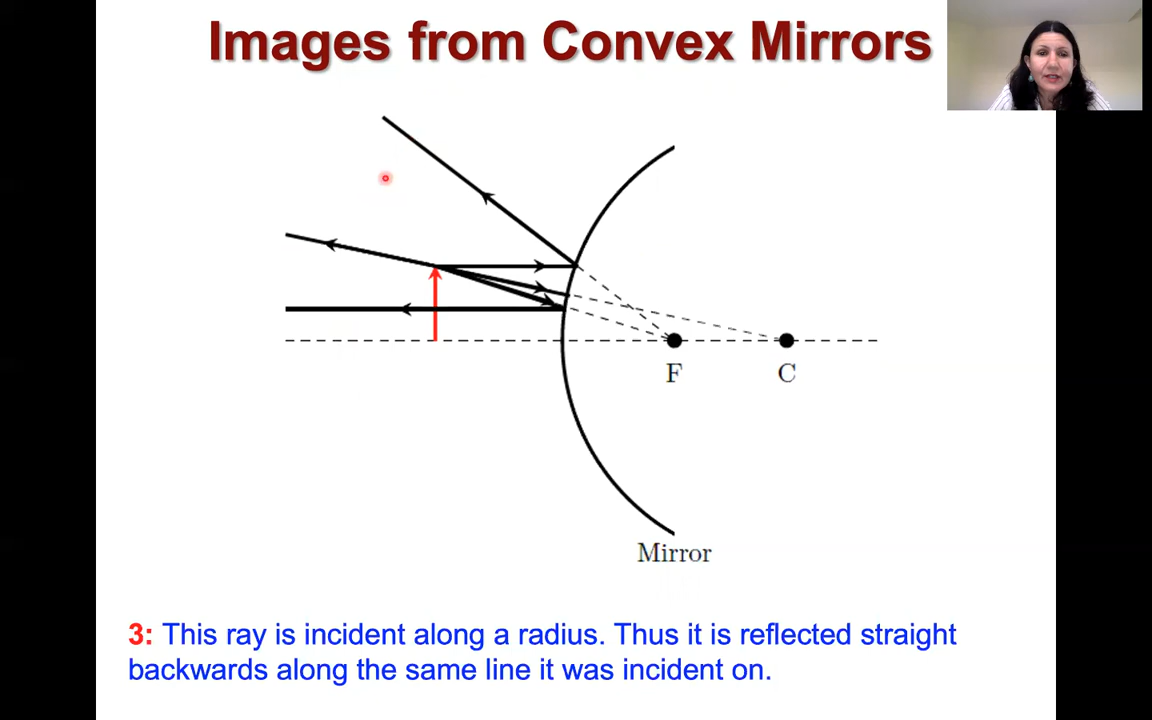 Images from Convex Mirrors
F
C
Mirror
3: This ray is incident along a radius. Thus it is reflected straight
backwards along the same line it was incident on.